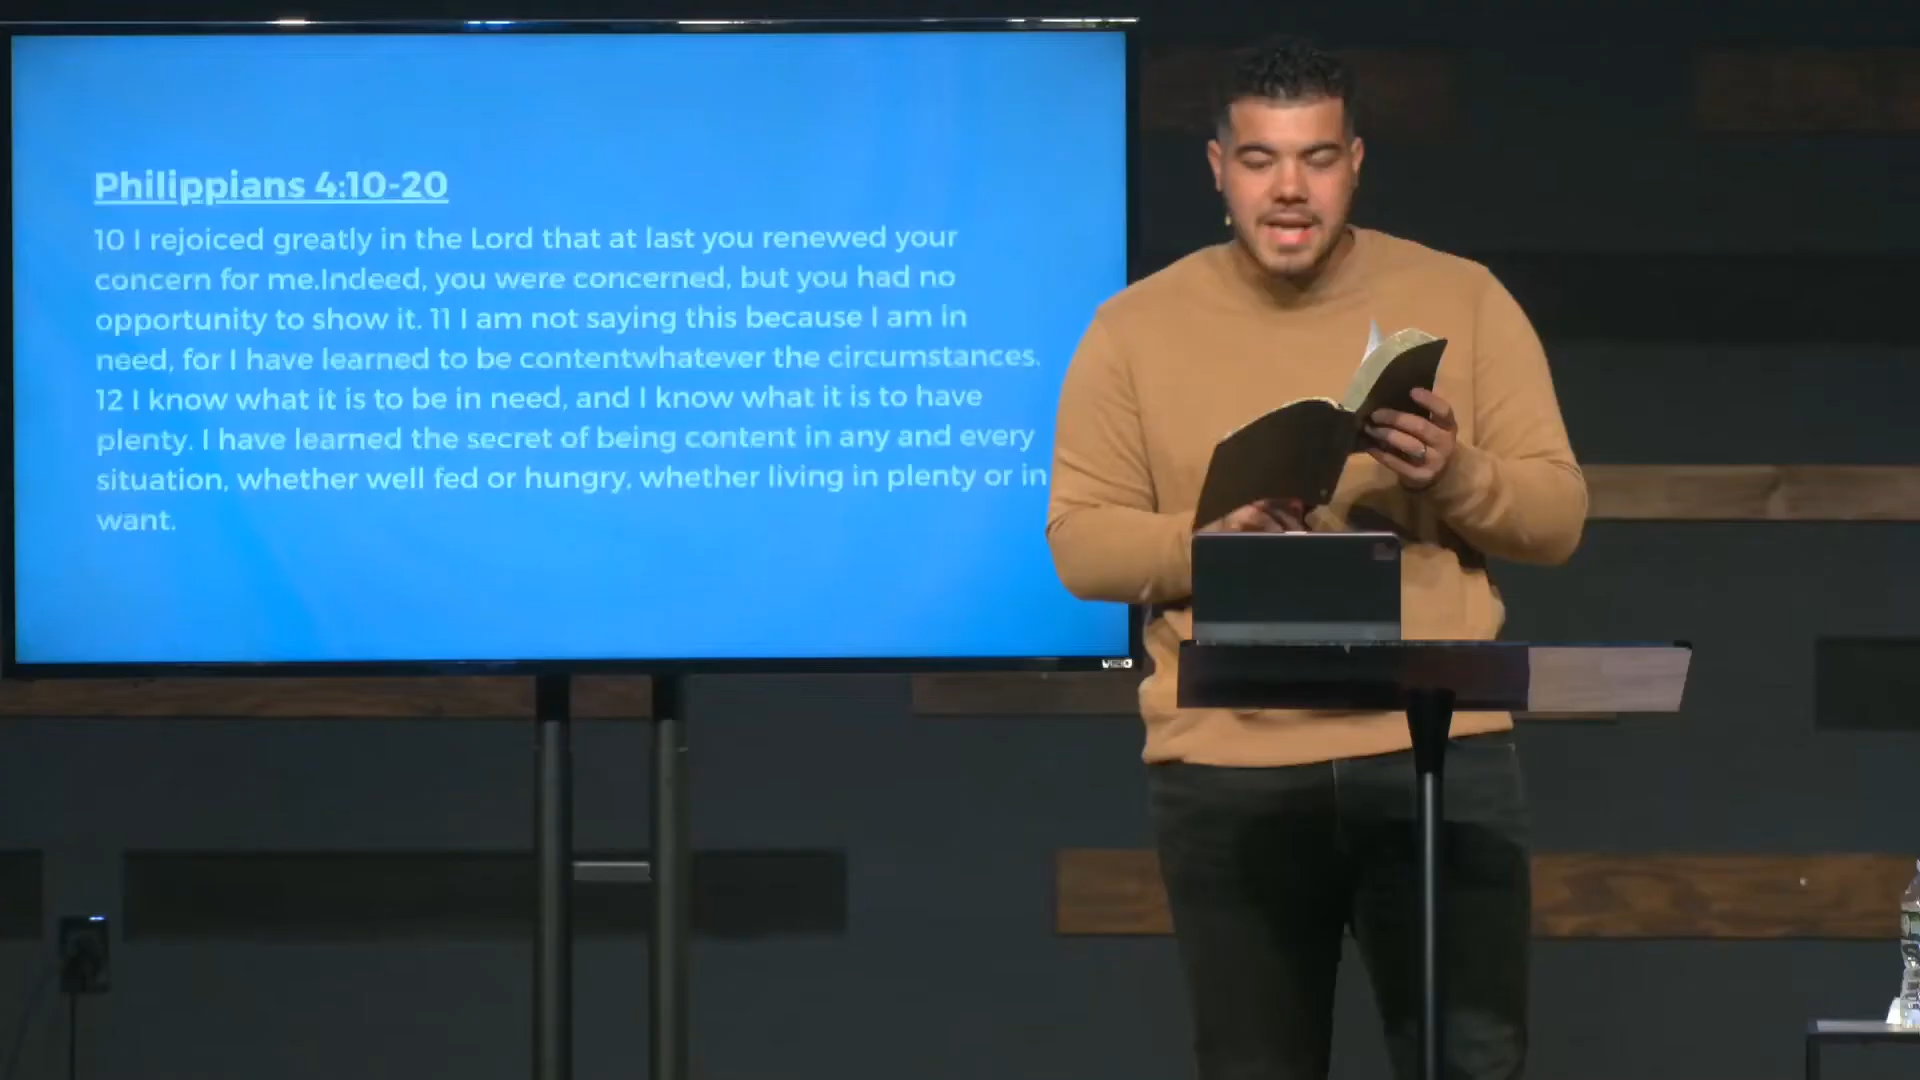 Philippians 4:10-20
10 I rejoiced greatly in the Lord that at last you renewed your
concern for me.Indeed, you were concerned, but you had no
opportunity to show it. 11 I am not saying this because I am in
need, for I have learned to be contentwhatever the circumstances.
12 I know what it is to be in need, and I know what it is to have
plenty. I have learned the secret of being content in any and every
situation, whether well fed or hungry, whether living in plenty or in
want.